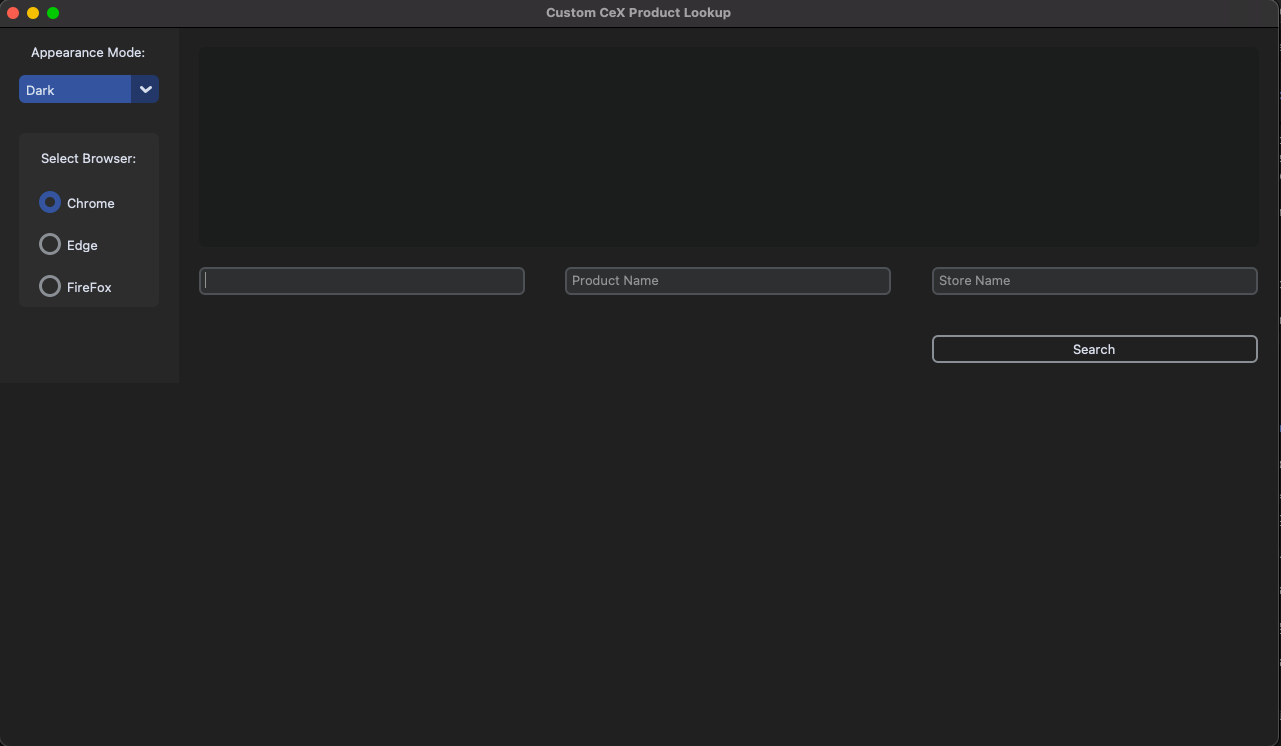 Custom CeX Product Lookup
Appearance Mode:
Dark
Select Browser:
Chrome
Edge
FireFox
Product Name
Store Name
Search